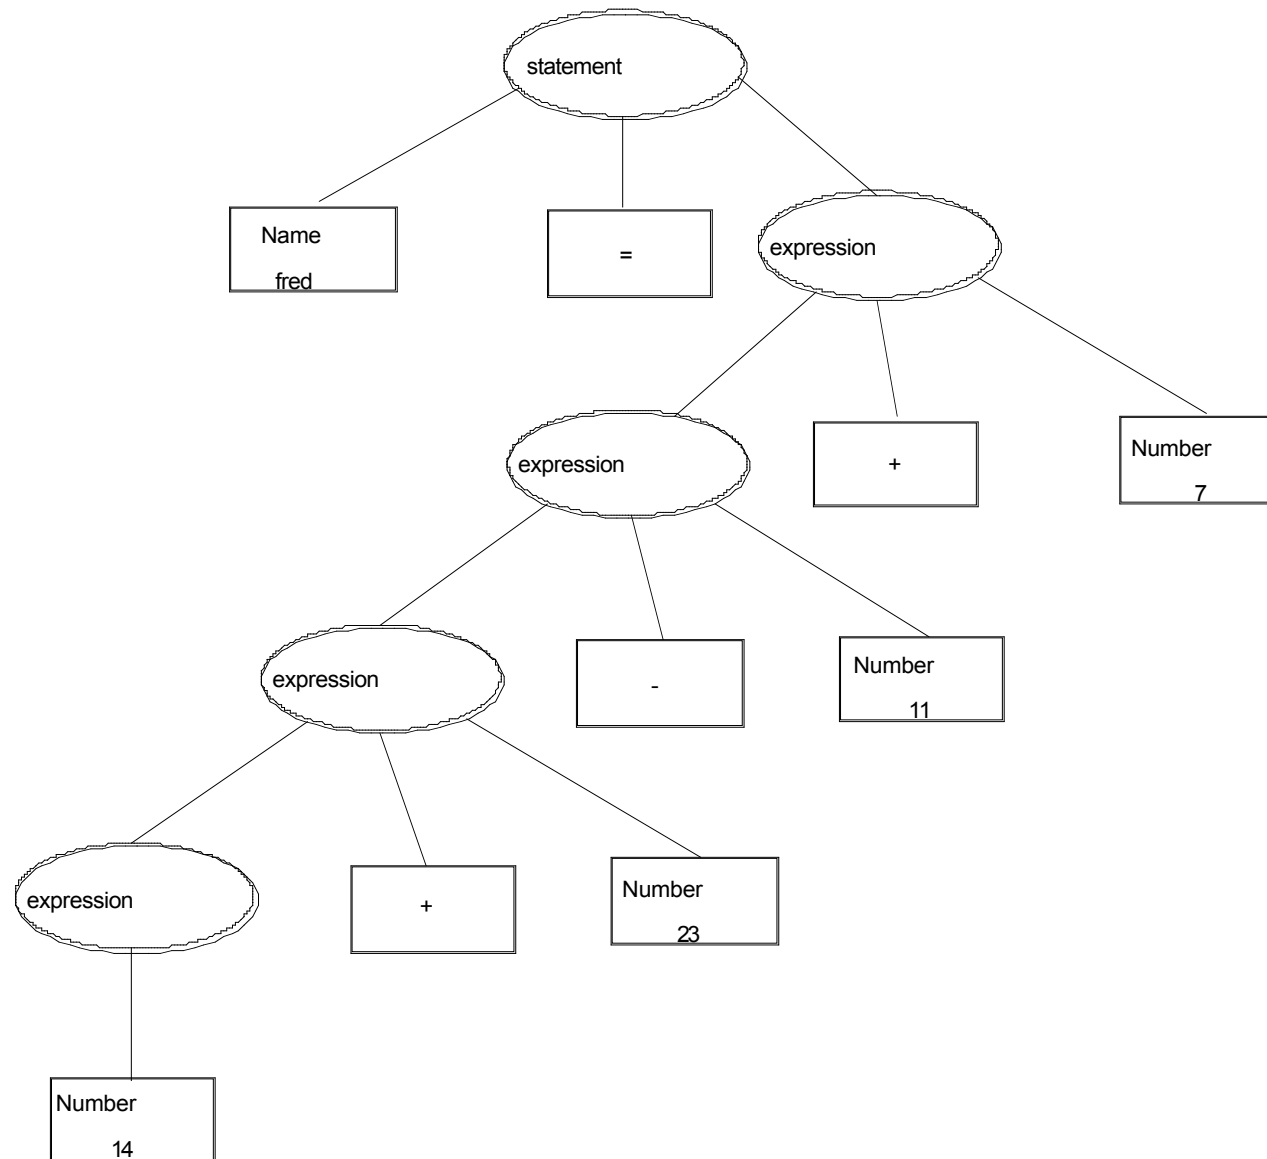 statement
Name
fred
=
expression
expression
+
Number
7
expression
-
Number
11
expression
+
Number
23
Number
14